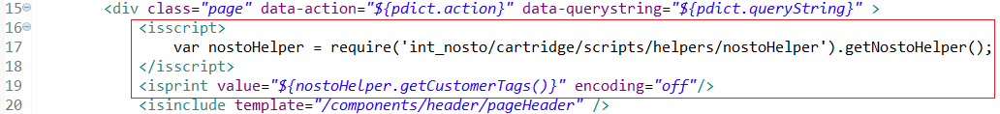 15 <div class="page" data-action="${pdict.action}" data-querystring="${pdict.queryString}" >
16 <isscript>
17 var nostoHelper = require('int_nosto/cartridge/scripts/helpers/nostoHelper').getNostoHelper();
18 </isscript>
19 <isprint value="${nostoHelper.getCustomerTags()}" encoding="off"/>
20 <isinclude template="/components/header/pageHeader" />